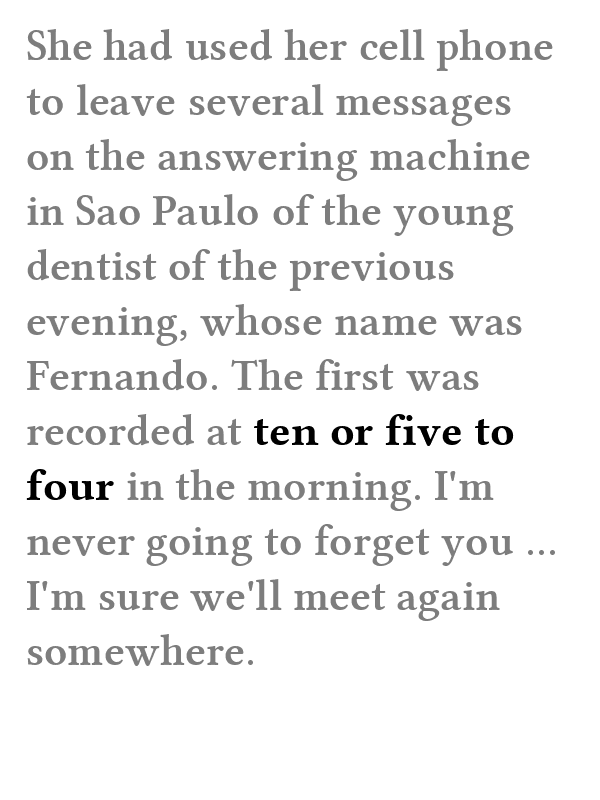 She had used her cell phone
to leave several messages
on the answering machine
in Sao Paulo of the young
dentist of the previous
evening, whose name was
Fernando. The first was
recorded at ten or five to
four in the morning. I'm
never going to forget you ...
I'm sure we'll meet again
somewhere.